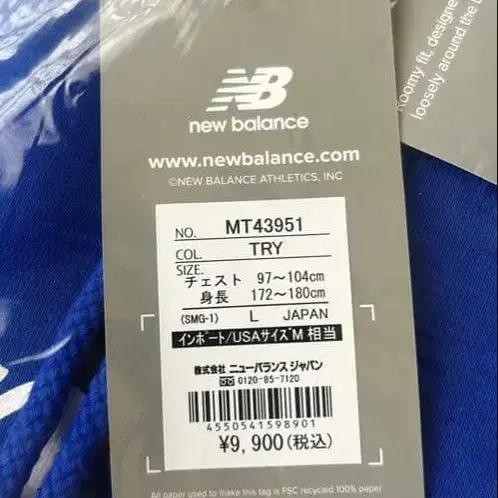 NB
new balance
www.newbalance.com
©NEW BALANCE ATHLETICS, INC
NO. MT43951
COL. TRY
SIZE.
チェスト 97～104cm
身長 172～180cm
(SMG-1) L JAPAN
インポート/USAサイズM 相当
株式会社 ニューバランス ジャパン
0120-85-7120
4550541598901
¥9,900(税込)
All paper used to make this tag is FSC recycled 100% paper
Roomy fit, designed
loosely around the